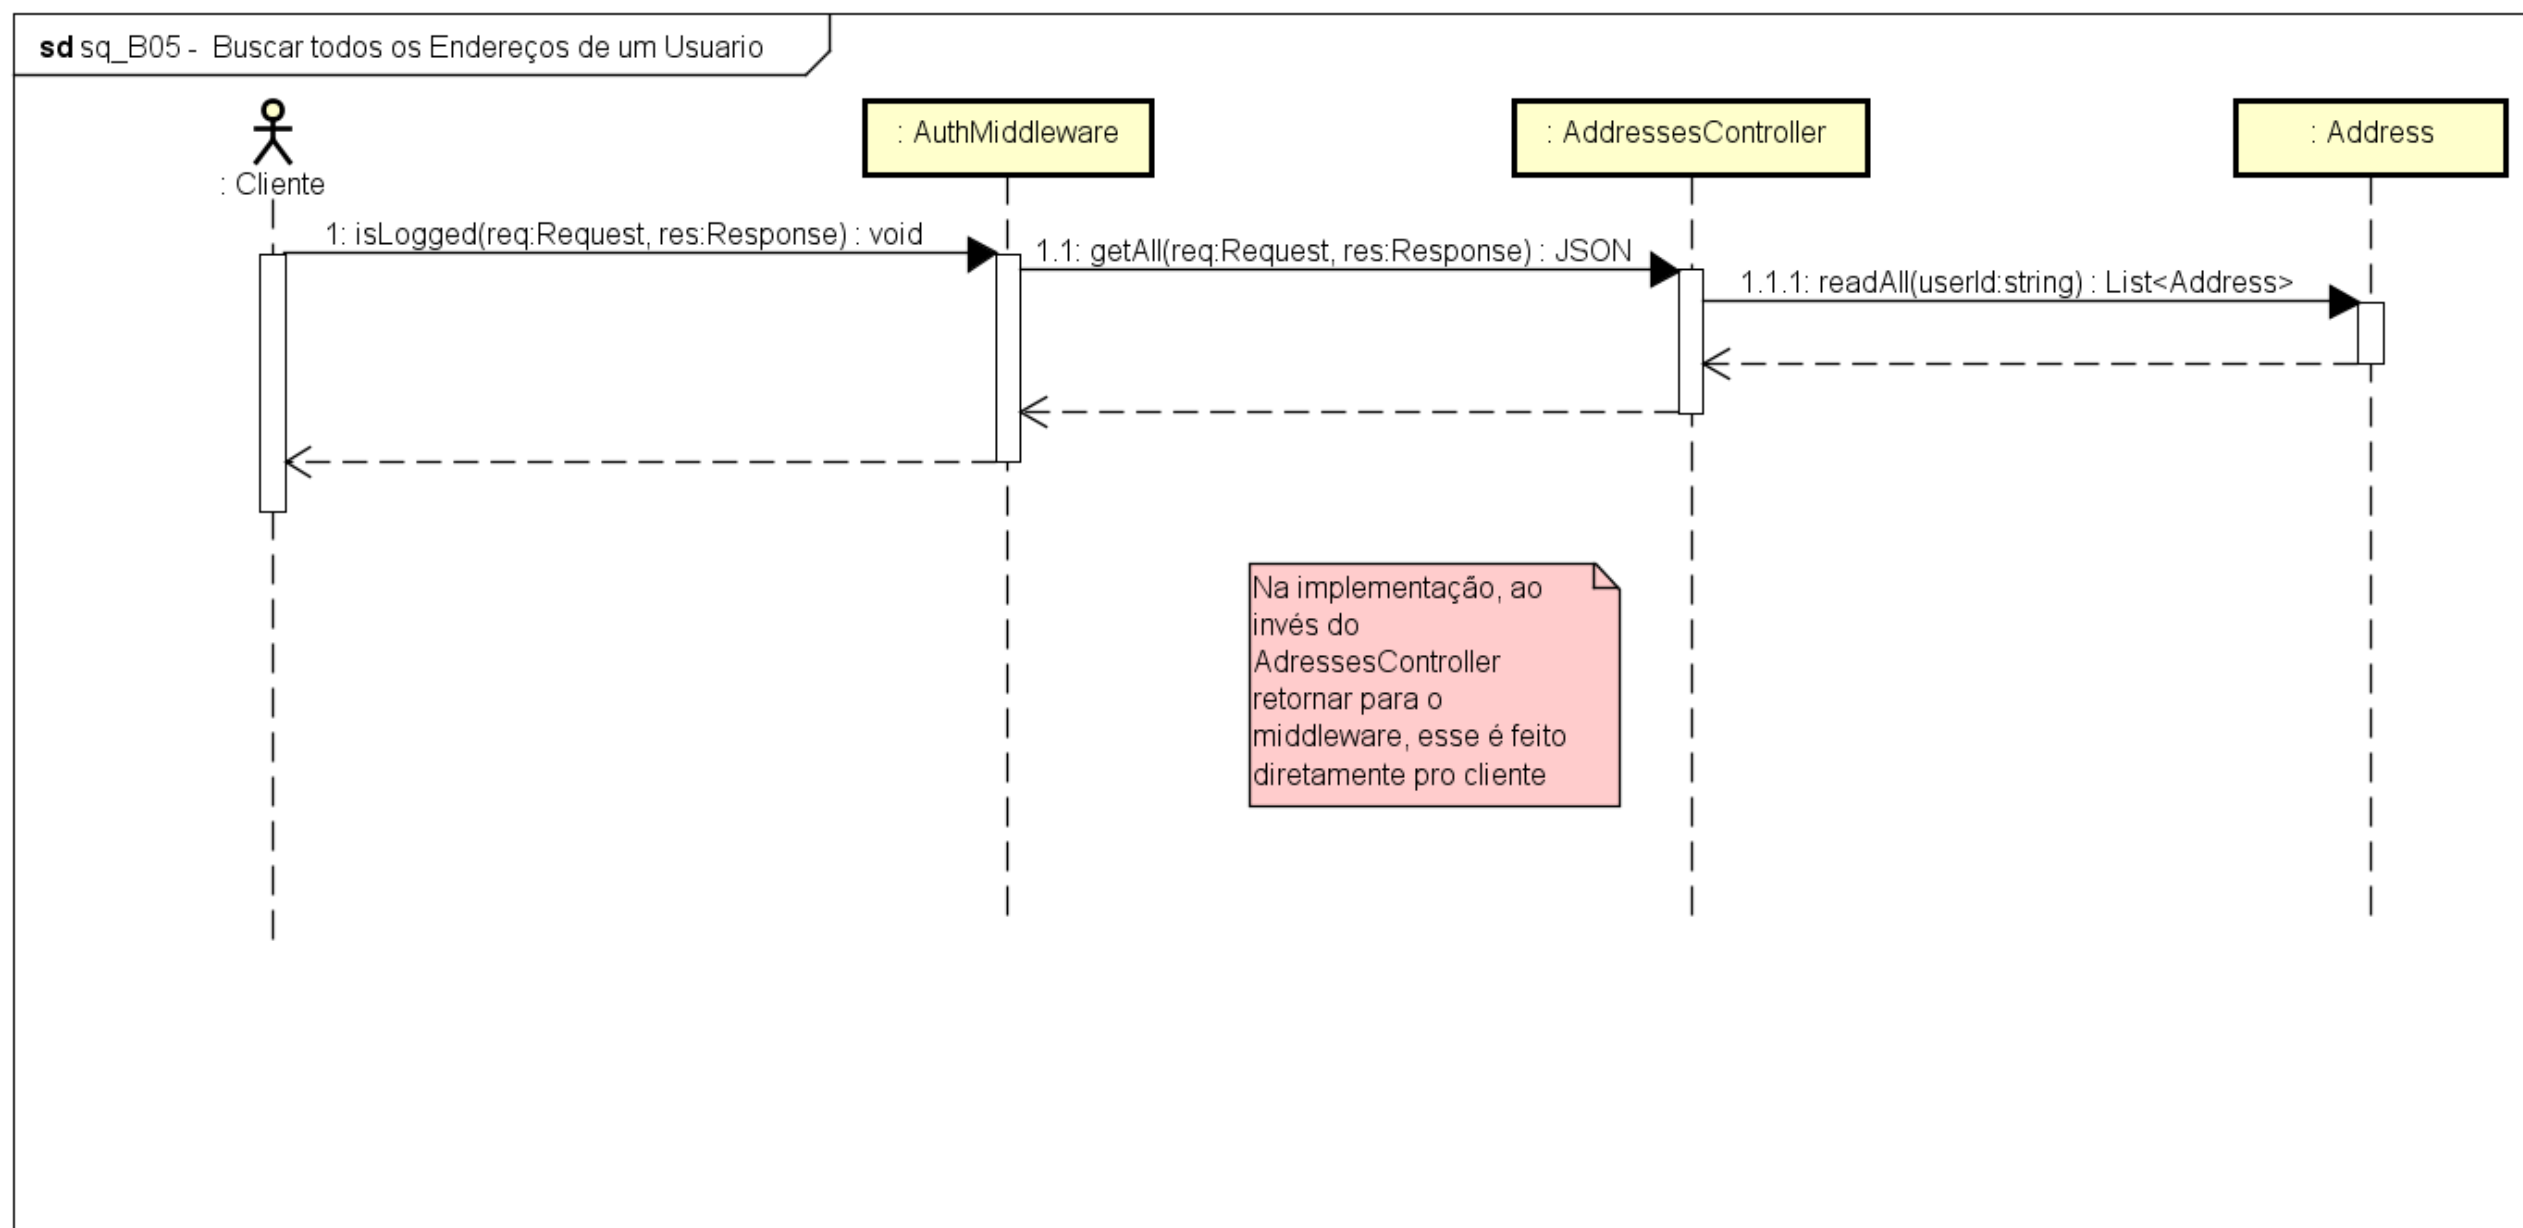 sd sq_B05 - Buscar todos os Endereços de um Usuario
: Cliente
: AuthMiddleware
: AddressesController
: Address
1: isLogged(req:Request, res:Response) : void
1.1: getAll(req:Request, res:Response) : JSON
1.1.1: readAll(userId:string) : List<Address>
Na implementação, ao
invés do
AdressesController
retornar para o
middleware, esse é feito
diretamente pro cliente